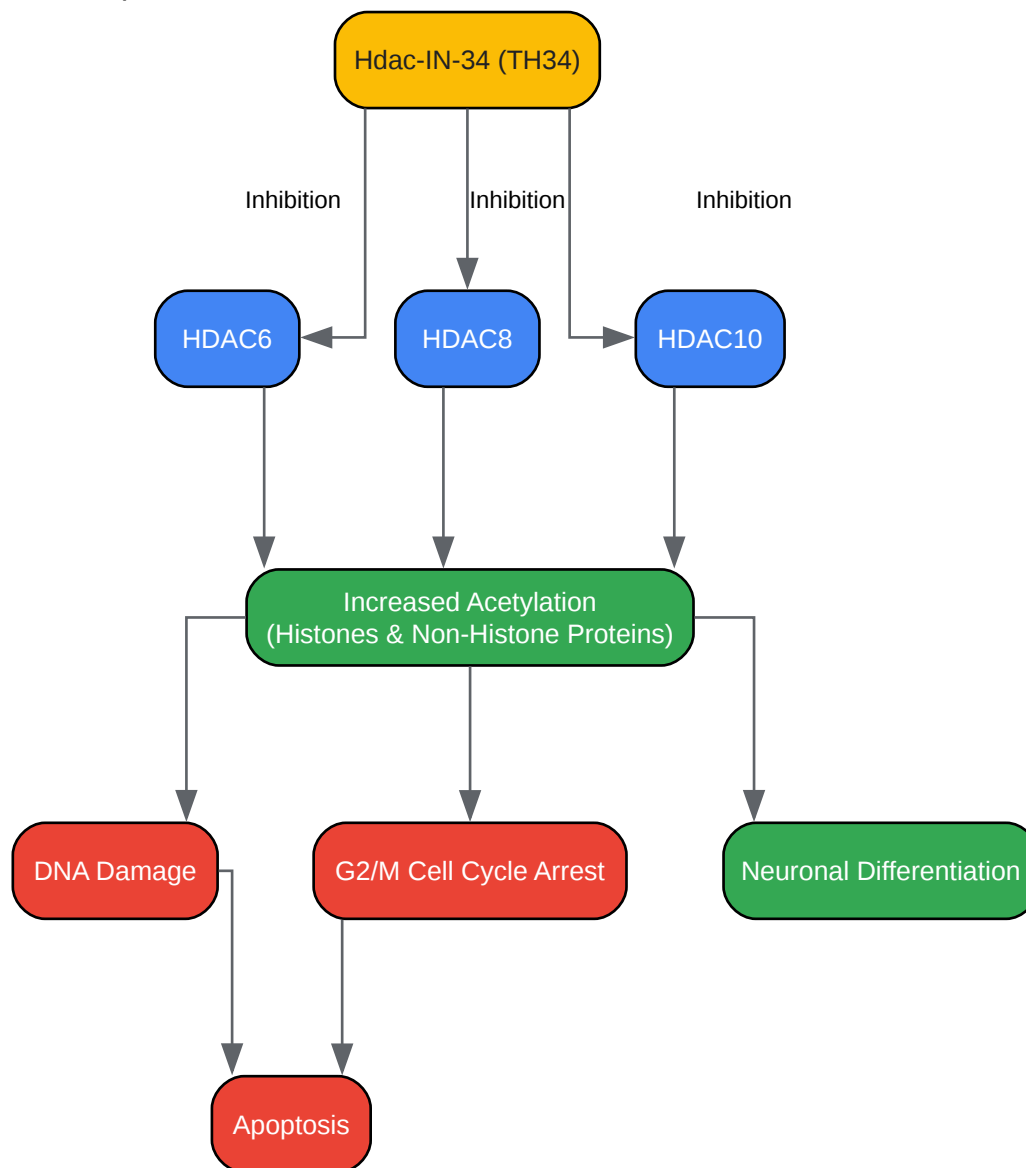 Hdac-IN-34 (TH34)
Inhibition
Inhibition
Inhibition
HDAC6
HDAC8
HDAC10
Increased Acetylation
(Histones & Non-Histone Proteins)
DNA Damage
G2/M Cell Cycle Arrest
Neuronal Differentiation
Apoptosis